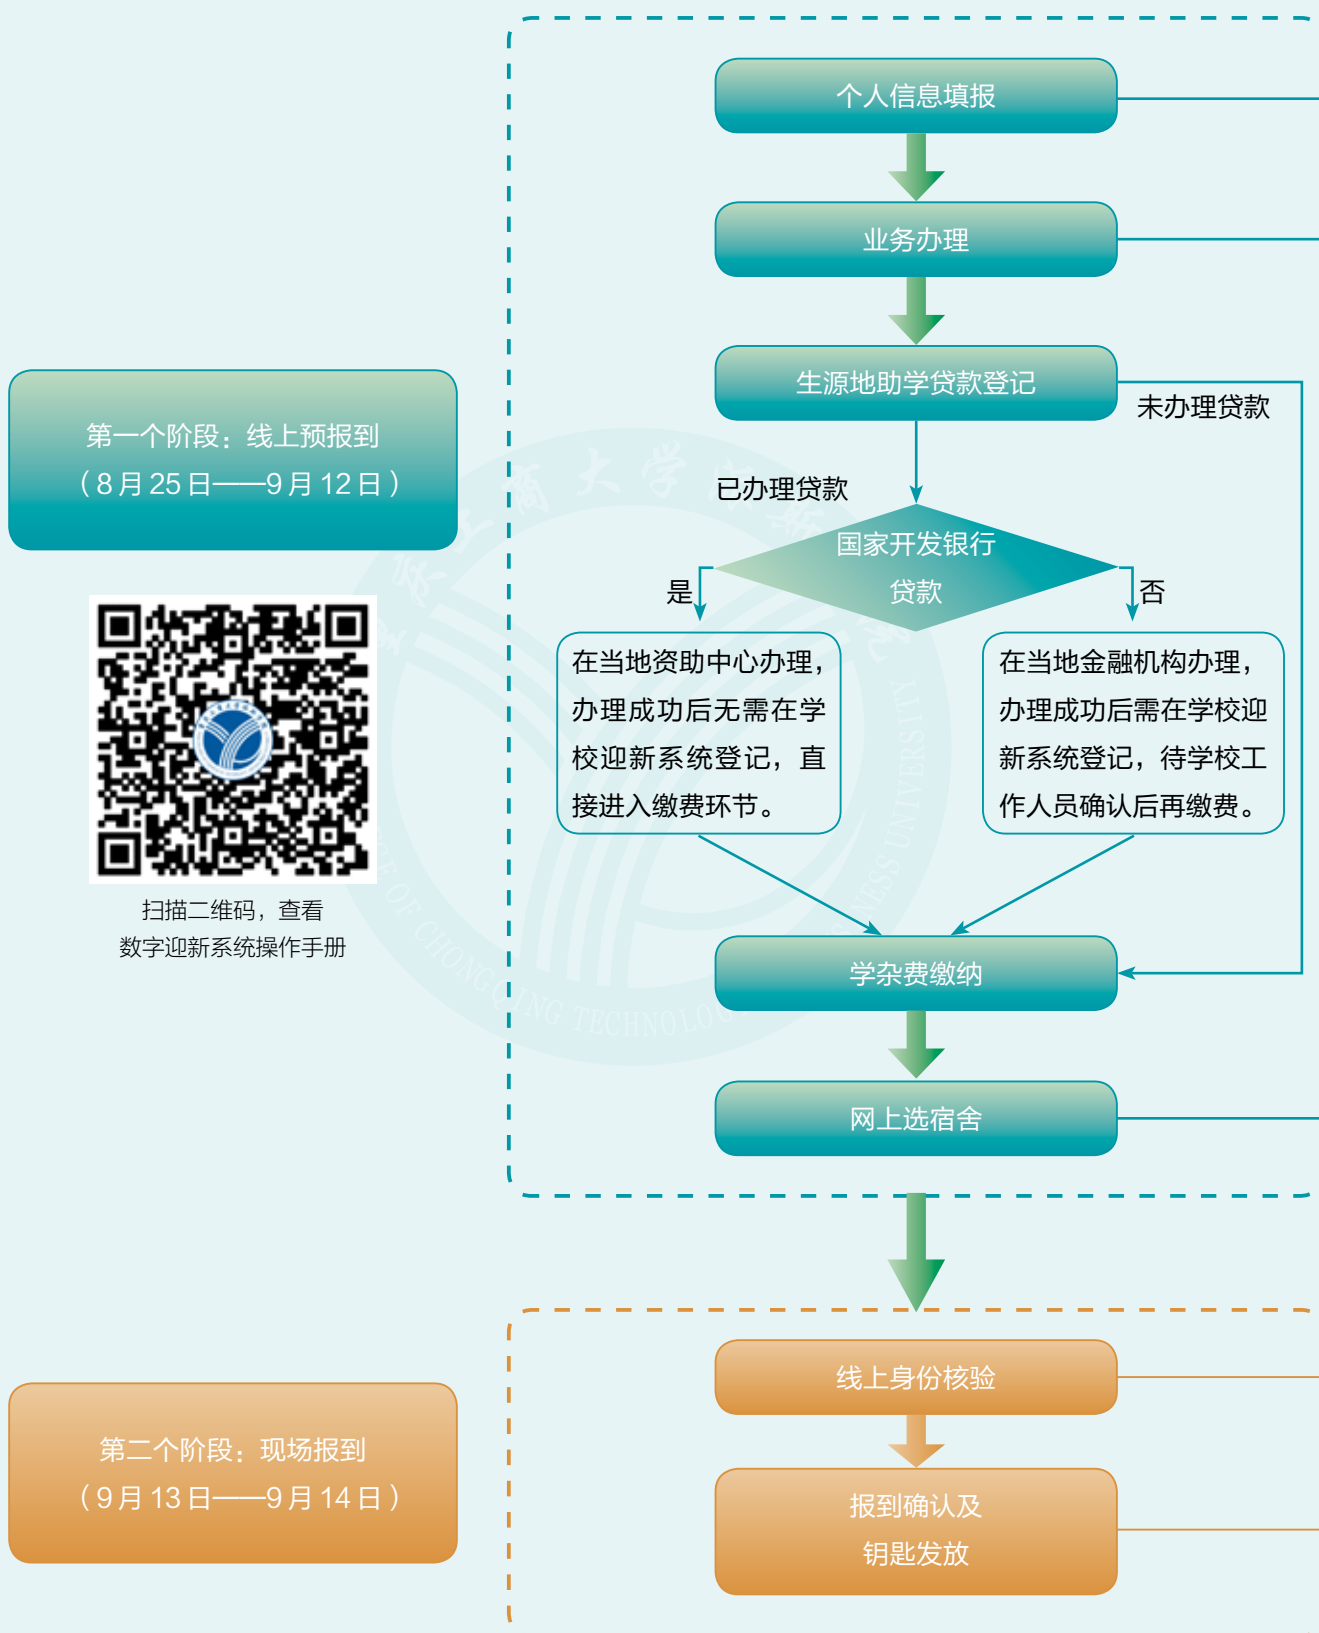 个人信息填报
业务办理
生源地助学贷款登记
未办理贷款
第一个阶段：线上预报到
（8月25日——9月12日）
已办理贷款
国家开发银行
贷款
是
否
在当地资助中心办理，
办理成功后无需在学
校迎新系统登记，直
接进入缴费环节。
在当地金融机构办理，
办理成功后需在学校迎
新系统登记，待学校工
作人员确认后再缴费。
扫描二维码，查看
数字迎新系统操作手册
学杂费缴纳
网上选宿舍
线上身份核验
第二个阶段：现场报到
（9月13日——9月14日）
报到确认及
钥匙发放